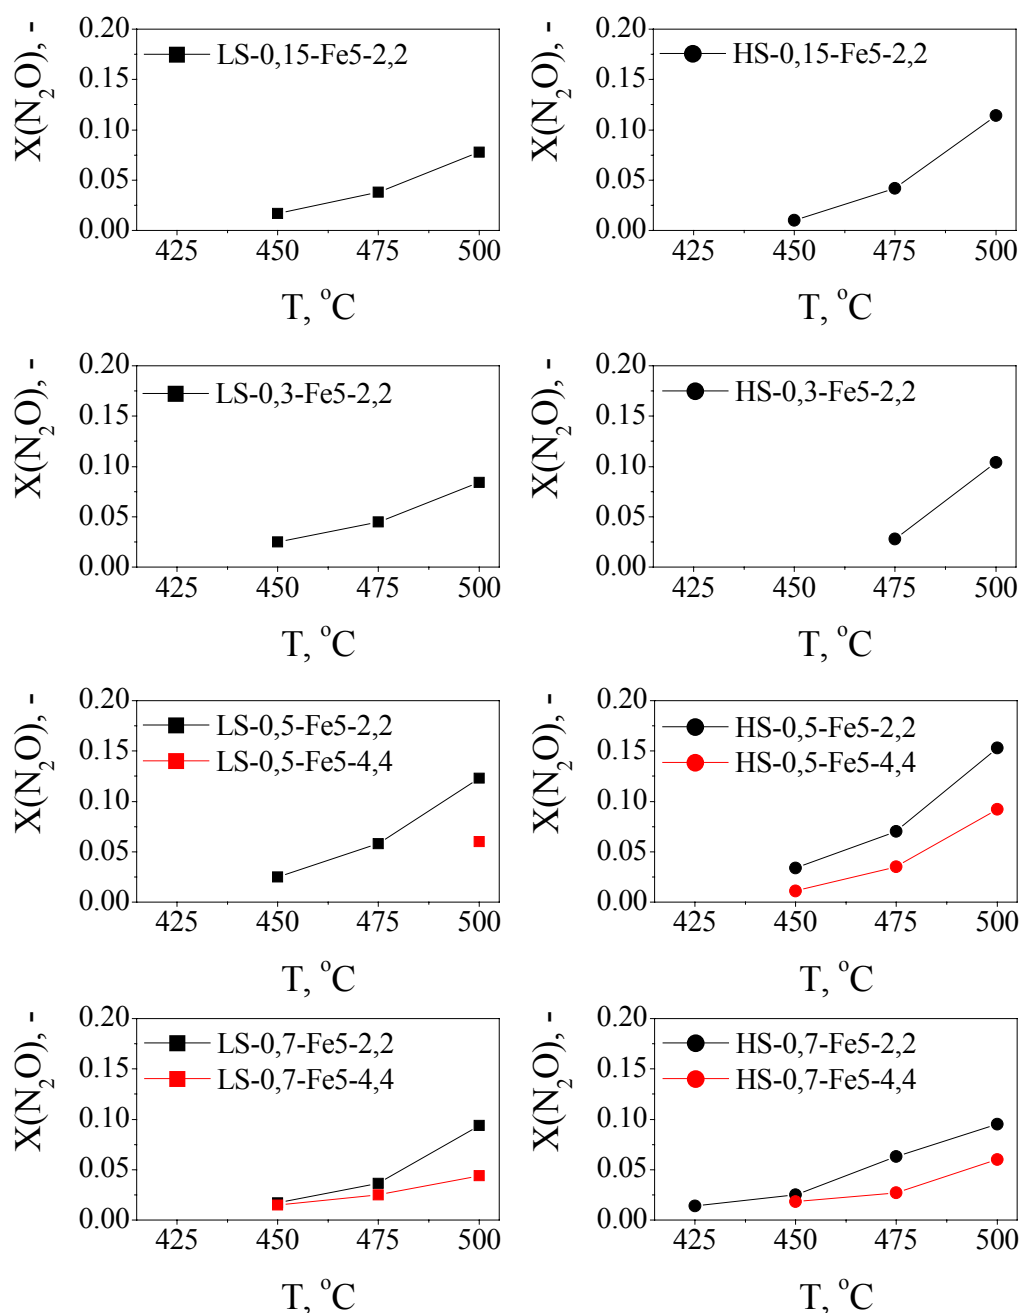 X(N₂O), -
0.20
0.15
0.10
0.05
0.00
LS-0,15-Fe5-2,2
425 450 475 500
T, °C
X(N₂O), -
0.20
0.15
0.10
0.05
0.00
HS-0,15-Fe5-2,2
425 450 475 500
T, °C
X(N₂O), -
0.20
0.15
0.10
0.05
0.00
LS-0,3-Fe5-2,2
425 450 475 500
T, °C
X(N₂O), -
0.20
0.15
0.10
0.05
0.00
HS-0,3-Fe5-2,2
425 450 475 500
T, °C
X(N₂O), -
0.20
0.15
0.10
0.05
0.00
LS-0,5-Fe5-2,2
LS-0,5-Fe5-4,4
425 450 475 500
T, °C
X(N₂O), -
0.20
0.15
0.10
0.05
0.00
HS-0,5-Fe5-2,2
HS-0,5-Fe5-4,4
425 450 475 500
T, °C
X(N₂O), -
0.20
0.15
0.10
0.05
0.00
LS-0,7-Fe5-2,2
LS-0,7-Fe5-4,4
425 450 475 500
T, °C
X(N₂O), -
0.20
0.15
0.10
0.05
0.00
HS-0,7-Fe5-2,2
HS-0,7-Fe5-4,4
425 450 475 500
T, °C